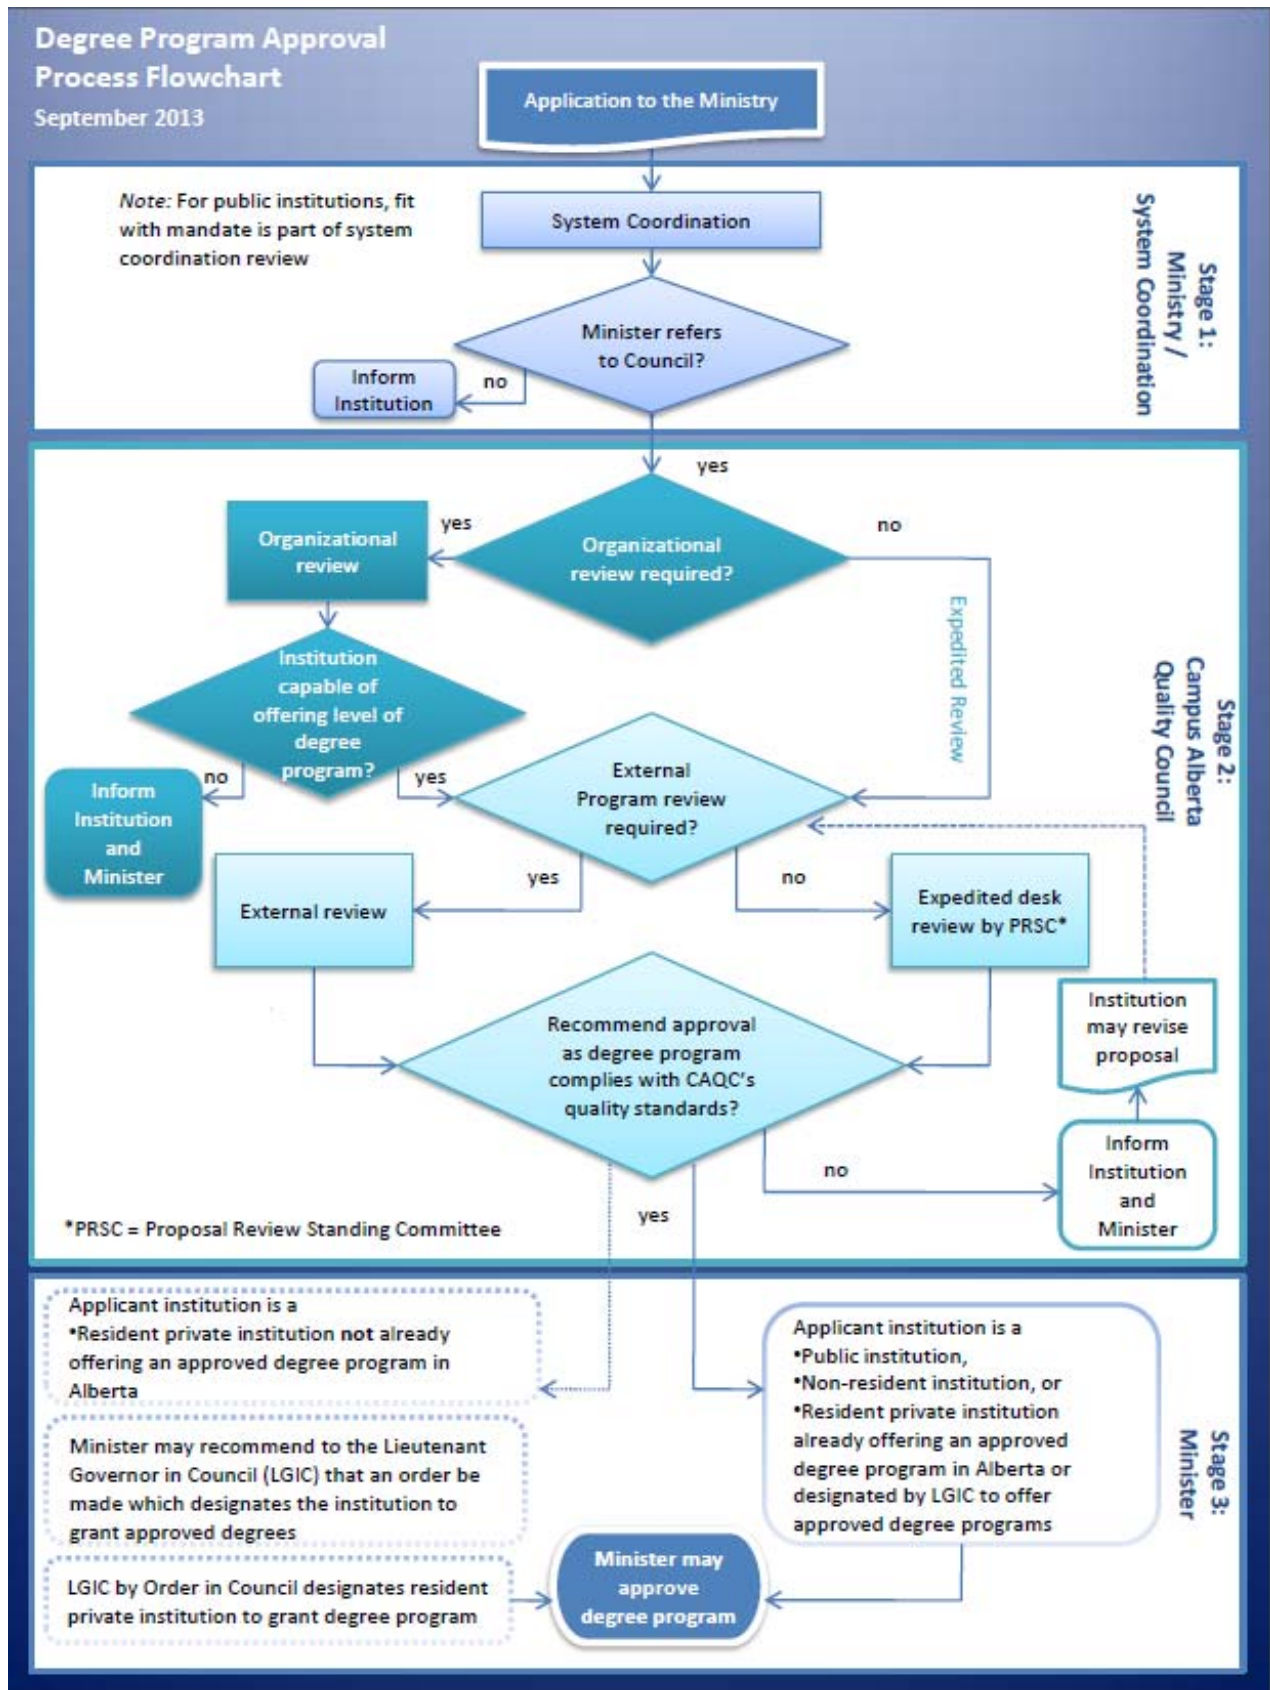 Degree Program Approval
Process Flowchart
September 2013
Application to the Ministry
Note: For public institutions, fit
with mandate is part of system
coordination review
System Coordination
Stage 1:
Ministry /
System Coordination
Minister refers
to Council?
no
Inform
Institution
yes
Organizational
review required?
yes
no
Organizational
review
Expedited Review
Stage 2:
Campus Alberta
Quality Council
Institution
capable of
offering level of
degree
program?
no
yes
Inform
Institution
and
Minister
External
Program review
required?
yes
no
External review
Expedited desk
review by PRSC*
Institution
may revise
proposal
Recommend approval
as degree program
complies with CAQC's
quality standards?
no
Inform
Institution
and
Minister
yes
*PRSC = Proposal Review Standing Committee
Applicant institution is a
•Resident private institution not already
offering an approved degree program in
Alberta
Minister may recommend to the Lieutenant
Governor in Council (LGIC) that an order be
made which designates the institution to
grant approved degrees
LGIC by Order in Council designates resident
private institution to grant degree program
Applicant institution is a
•Public institution,
•Non-resident institution, or
•Resident private institution
already offering an approved
degree program in Alberta or
designated by LGIC to offer
approved degree programs
Stage 3:
Minister
Minister may
approve
degree program